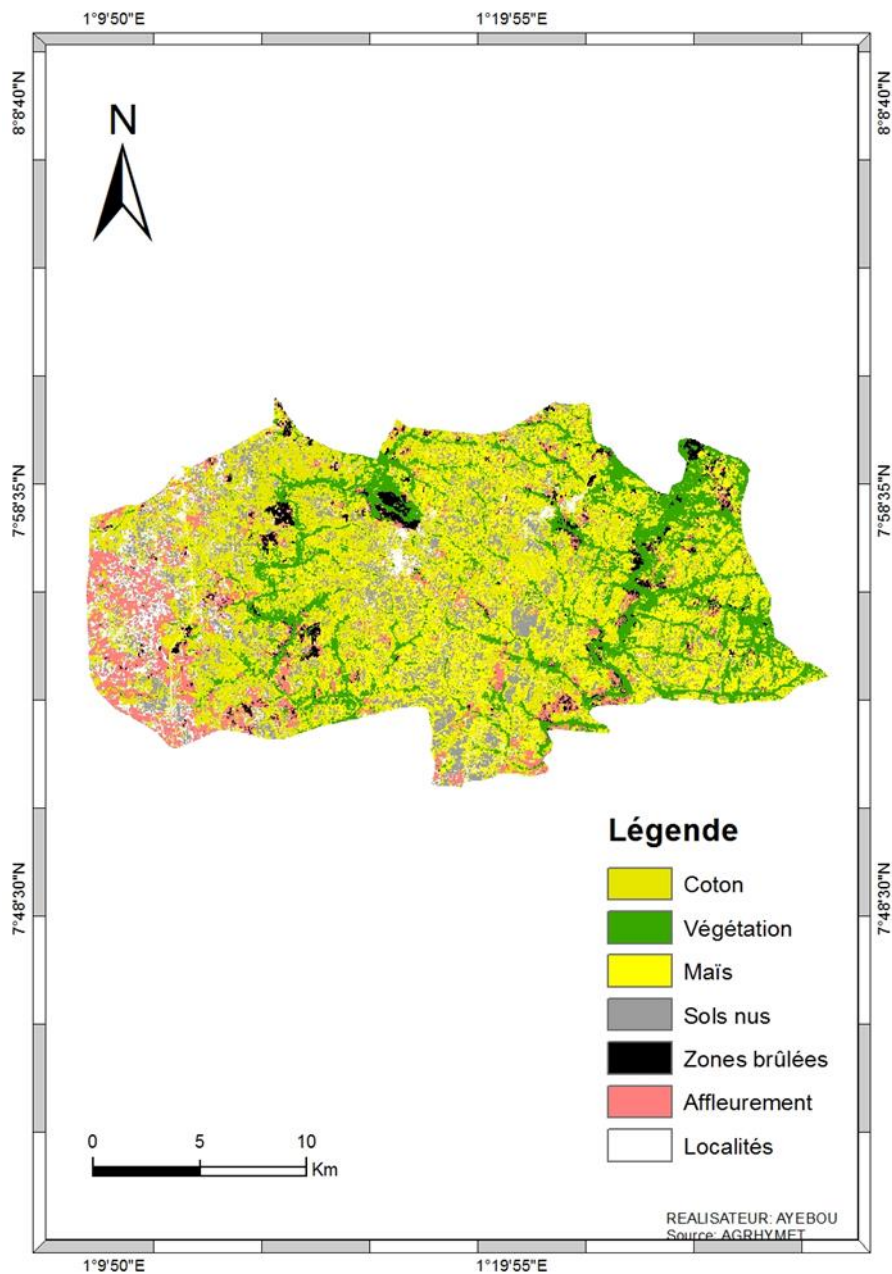 1°9'50"E 1°19'55"E
8°8'40"N 8°8'40"N
N
7°58'35"N 7°58'35"N
7°48'30"N 7°48'30"N
Légende
Coton
Végétation
Maïs
Sols nus
Zones brûlées
Affleurement
Localités
0 5 10
Km
REALISATEUR: AYEBOU
Source: AGRHYMET
1°9'50"E 1°19'55"E